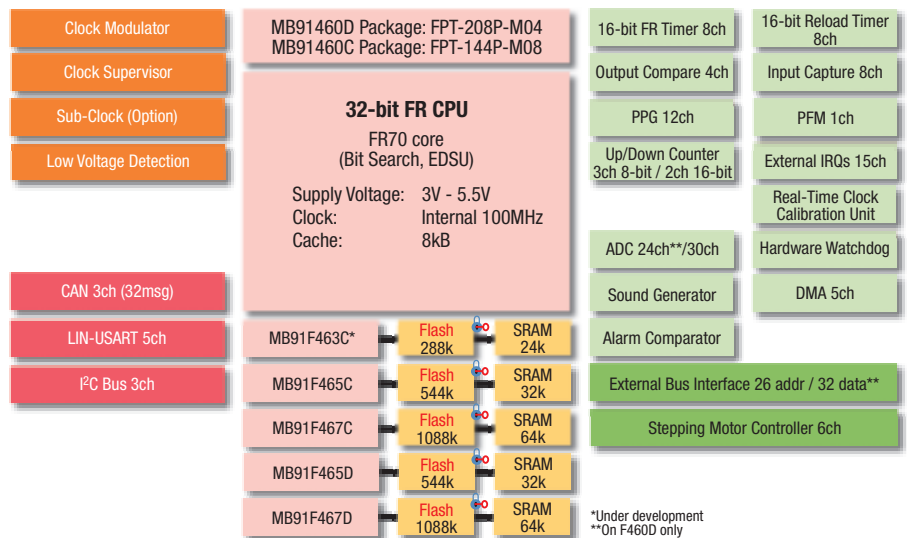 Clock Modulator
Clock Supervisor
Sub-Clock (Option)
Low Voltage Detection
CAN 3ch (32msg)
LIN-USART 5ch
I²C Bus 3ch
MB91460D Package: FPT-208P-M04
MB91460C Package: FPT-144P-M08
32-bit FR CPU
FR70 core
(Bit Search, EDSU)
Supply Voltage: 3V - 5.5V
Clock: Internal 100MHz
Cache: 8kB
MB91F463C*
Flash
288k
SRAM
24k
MB91F465C
Flash
544k
SRAM
32k
MB91F467C
Flash
1088k
SRAM
64k
MB91F465D
Flash
544k
SRAM
32k
MB91F467D
Flash
1088k
SRAM
64k
16-bit FR Timer 8ch
16-bit Reload Timer
8ch
Output Compare 4ch
Input Capture 8ch
PPG 12ch
PFM 1ch
Up/Down Counter
3ch 8-bit / 2ch 16-bit
External IRQs 15ch
Real-Time Clock
Calibration Unit
ADC 24ch**/30ch
Hardware Watchdog
Sound Generator
DMA 5ch
Alarm Comparator
External Bus Interface 26 addr / 32 data**
Stepping Motor Controller 6ch
*Under development
**On F460D only